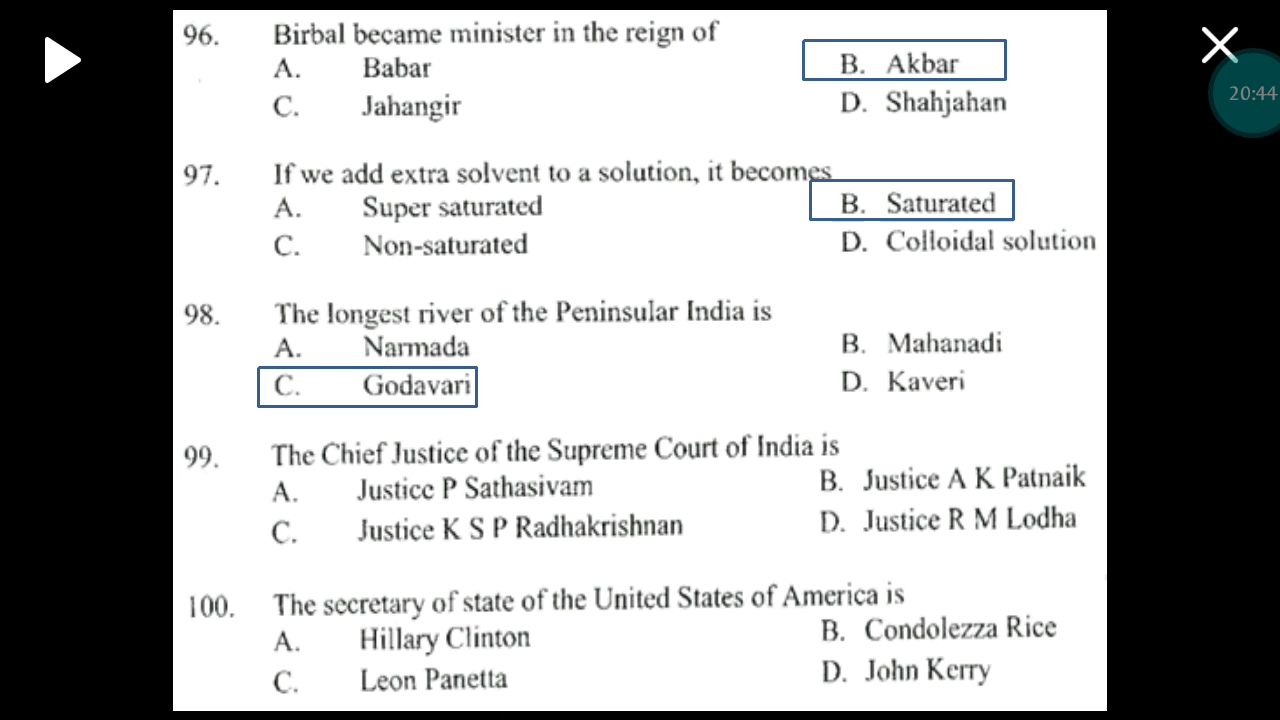 96. Birbal became minister in the reign of
A. Babar B. Akbar
C. Jahangir D. Shahjahan
20:44
97. If we add extra solvent to a solution, it becomes
A. Super saturated B. Saturated
C. Non-saturated D. Colloidal solution
98. The longest river of the Peninsular India is
A. Narmada B. Mahanadi
C. Godavari D. Kaveri
99. The Chief Justice of the Supreme Court of India is
A. Justice P Sathasivam B. Justice A K Patnaik
C. Justice K S P Radhakrishnan D. Justice R M Lodha
100. The secretary of state of the United States of America is
A. Hillary Clinton B. Condolezza Rice
C. Leon Panetta D. John Kerry